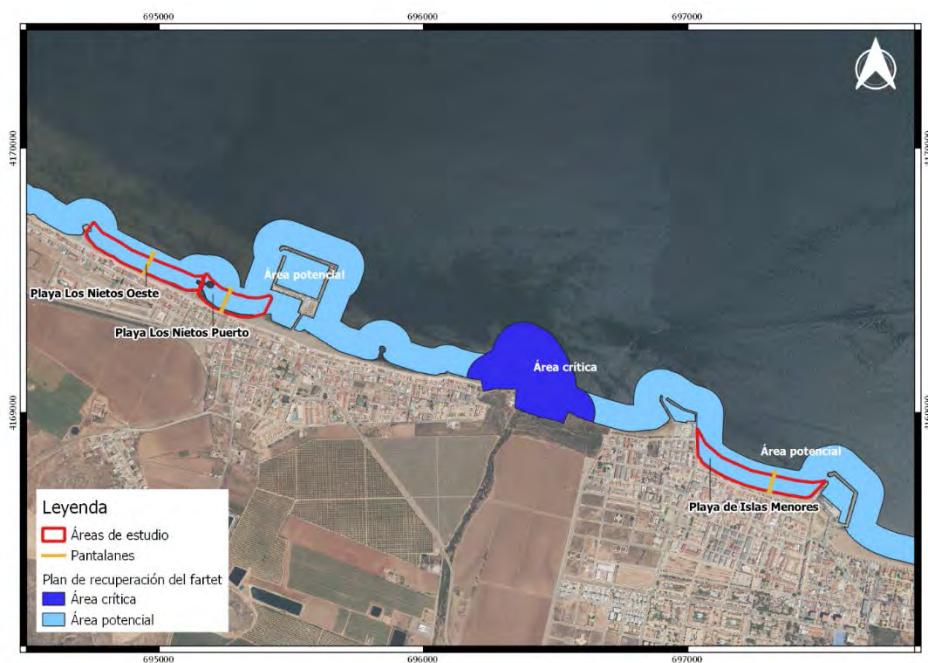 695000
696000
697000
4170000
4170000
Área potencial
Playa Los Nietos Oeste
Playa Los Nietos Puerto
Área crítica
4169000
4169000
Área potencial
Playa de Islas Menores
Leyenda
Áreas de estudio
Pantalanes
Plan de recuperación del fartet
Área crítica
Área potencial
695000
696000
697000